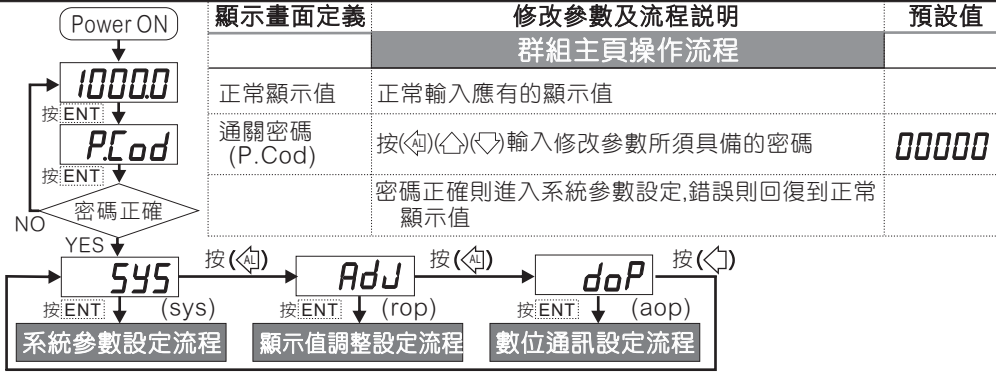 Power ON
顯示畫面定義 修改參數及流程説明 預設值
群組主頁操作流程
1000.0
正常顯示值 正常輸入應有的顯示值
按ENT
P.Cod
通關密碼
(P.Cod)
按(AL)(△)(▽)輸入修改參數所須具備的密碼 00000
按ENT
密碼正確
密碼正確則進入系統參數設定,錯誤則回復到正常
顯示值
NO
YES
SYS 按(AL) AdJ 按(AL) doP 按(◁)
按ENT (sys) 按ENT (rop) 按ENT (aop)
系統參數設定流程 顯示值調整設定流程 數位通訊設定流程